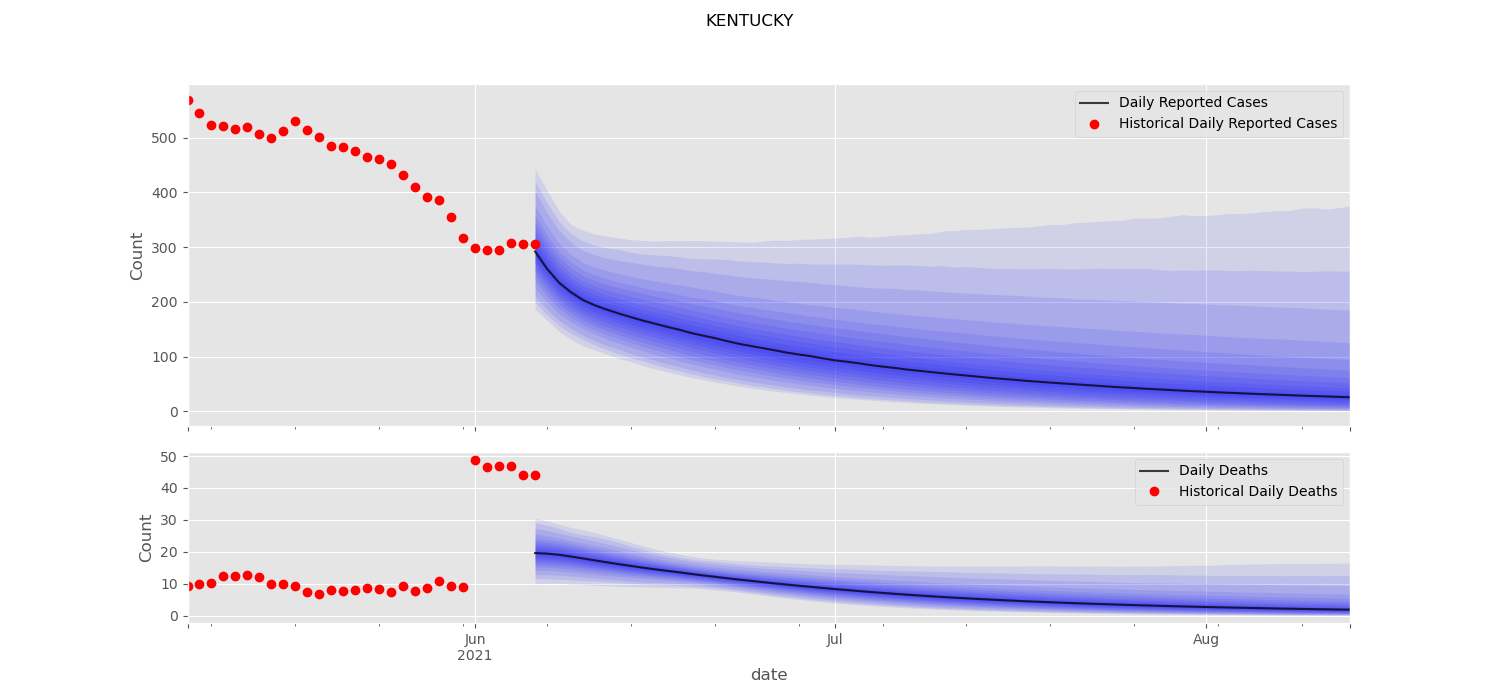 KENTUCKY
Count
500
400
300
200
100
0
Daily Reported Cases
Historical Daily Reported Cases
Count
50
40
30
20
10
0
Daily Deaths
Historical Daily Deaths
Jun
2021
Jul
Aug
date